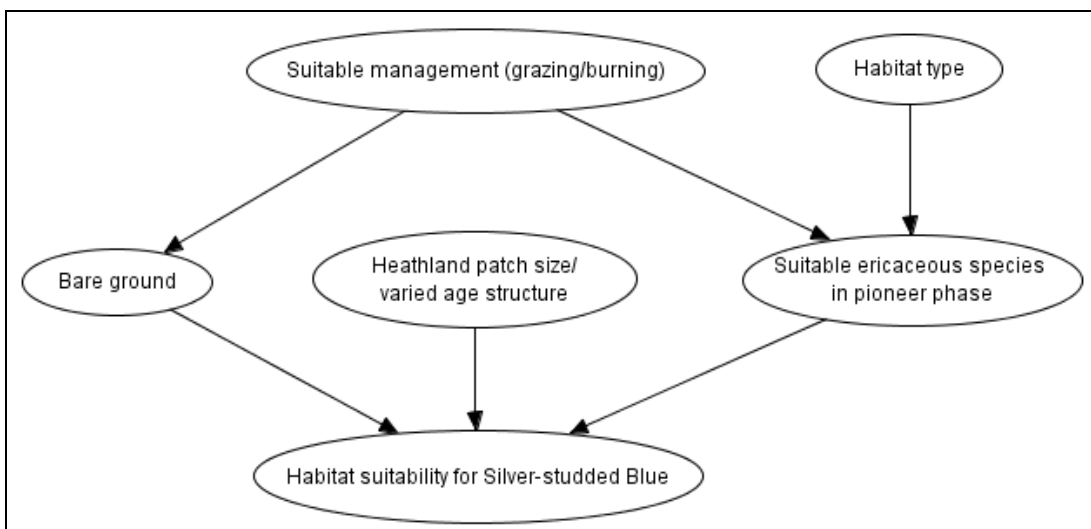 Suitable management (grazing/burning)
Habitat type
Bare ground
Heathland patch size/
varied age structure
Suitable ericaceous species
in pioneer phase
Habitat suitability for Silver-studded Blue